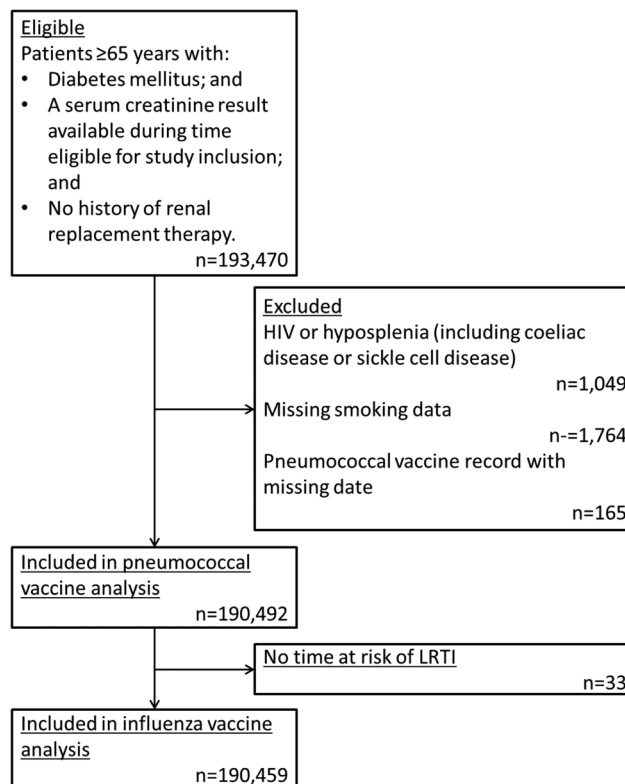 Eligible
Patients ≥65 years with:
• Diabetes mellitus; and
• A serum creatinine result
available during time
eligible for study inclusion;
and
• No history of renal
replacement therapy.
n=193,470
Excluded
HIV or hyposplenia (including coeliac
disease or sickle cell disease)
n=1,049
Missing smoking data
n-=1,764
Pneumococcal vaccine record with
missing date
n=165
Included in pneumococcal
vaccine analysis
n=190,492
No time at risk of LRTI
n=33
Included in influenza vaccine
analysis
n=190,459